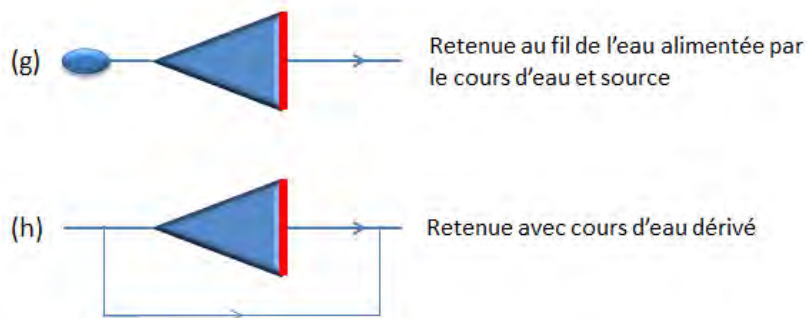 (g) Retenue au fil de l'eau alimentée par
le cours d'eau et source
(h) Retenue avec cours d'eau dérivé